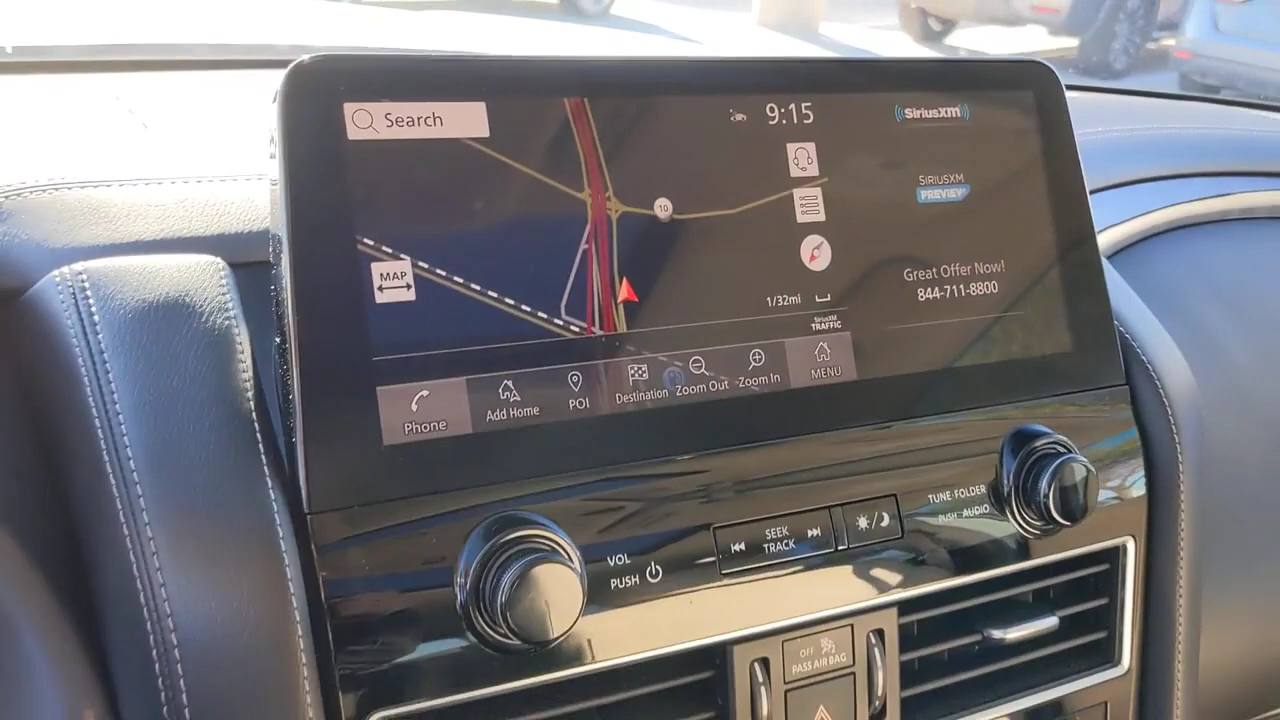 Search
9:15
SiriusXM
SIRIUSXM
PREVIEW
10
MAP
Great Offer Now!
844-711-8800
1/32mi
SiriusXM
TRAFFIC
Phone
Add Home
POI
Destination
Zoom Out
Zoom In
MENU
VOL
PUSH
SEEK
TRACK
TUNE·FOLDER
PUSH AUDIO
OFF
PASS AIR BAG